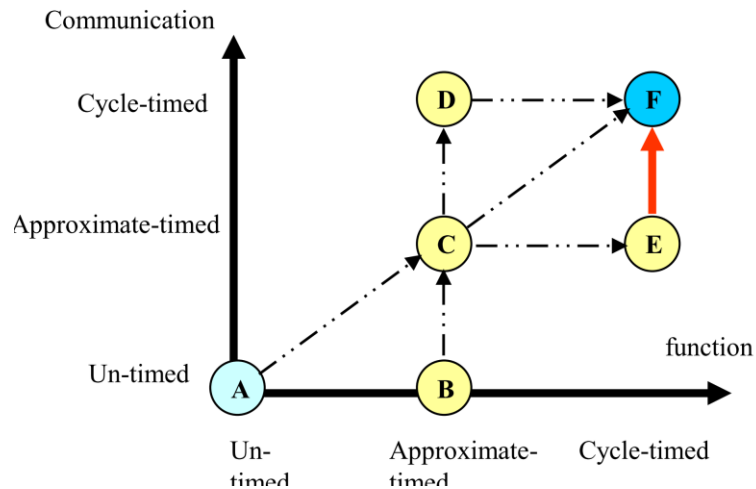 Communication
Cycle-timed
D
F
Approximate-timed
C
E
function
Un-timed
A
B
Un-
timed
Approximate-
timed
Cycle-timed